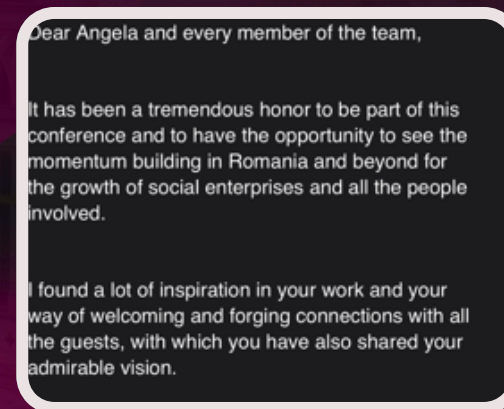 Dear Angela and every member of the team,
It has been a tremendous honor to be part of this
conference and to have the opportunity to see the
momentum building in Romania and beyond for
the growth of social enterprises and all the people
involved.
I found a lot of inspiration in your work and your
way of welcoming and forging connections with all
the guests, with which you have also shared your
admirable vision.